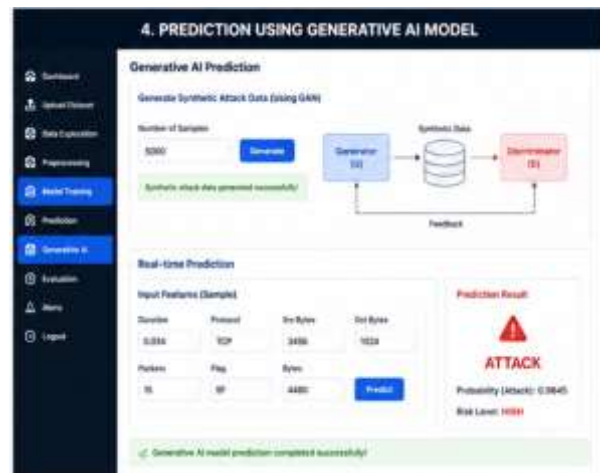 4. PREDICTION USING GENERATIVE AI MODEL
Dashboard
Upload Dataset
Data Exploration
Preprocessing
Model Training
Prediction
Generative AI
Evaluation
Alerts
Logout
Generative AI Prediction
Generate Synthetic Attack Data (Using GAN)
Number of Samples
5000
Generate
Synthetic attack data generated successfully!
Generator
(G)
Synthetic Data
Discriminator
(D)
Feedback
Real-time Prediction
Input Features (Sample)
Duration Protocol Src Bytes Dst Bytes
0.034 TCP 3456 1024
Packets Flag Bytes
15 SF 4480 Predict
Prediction Result
ATTACK
Probability (Attack): 0.9845
Risk Level: HIGH
Generative AI model prediction completed successfully!